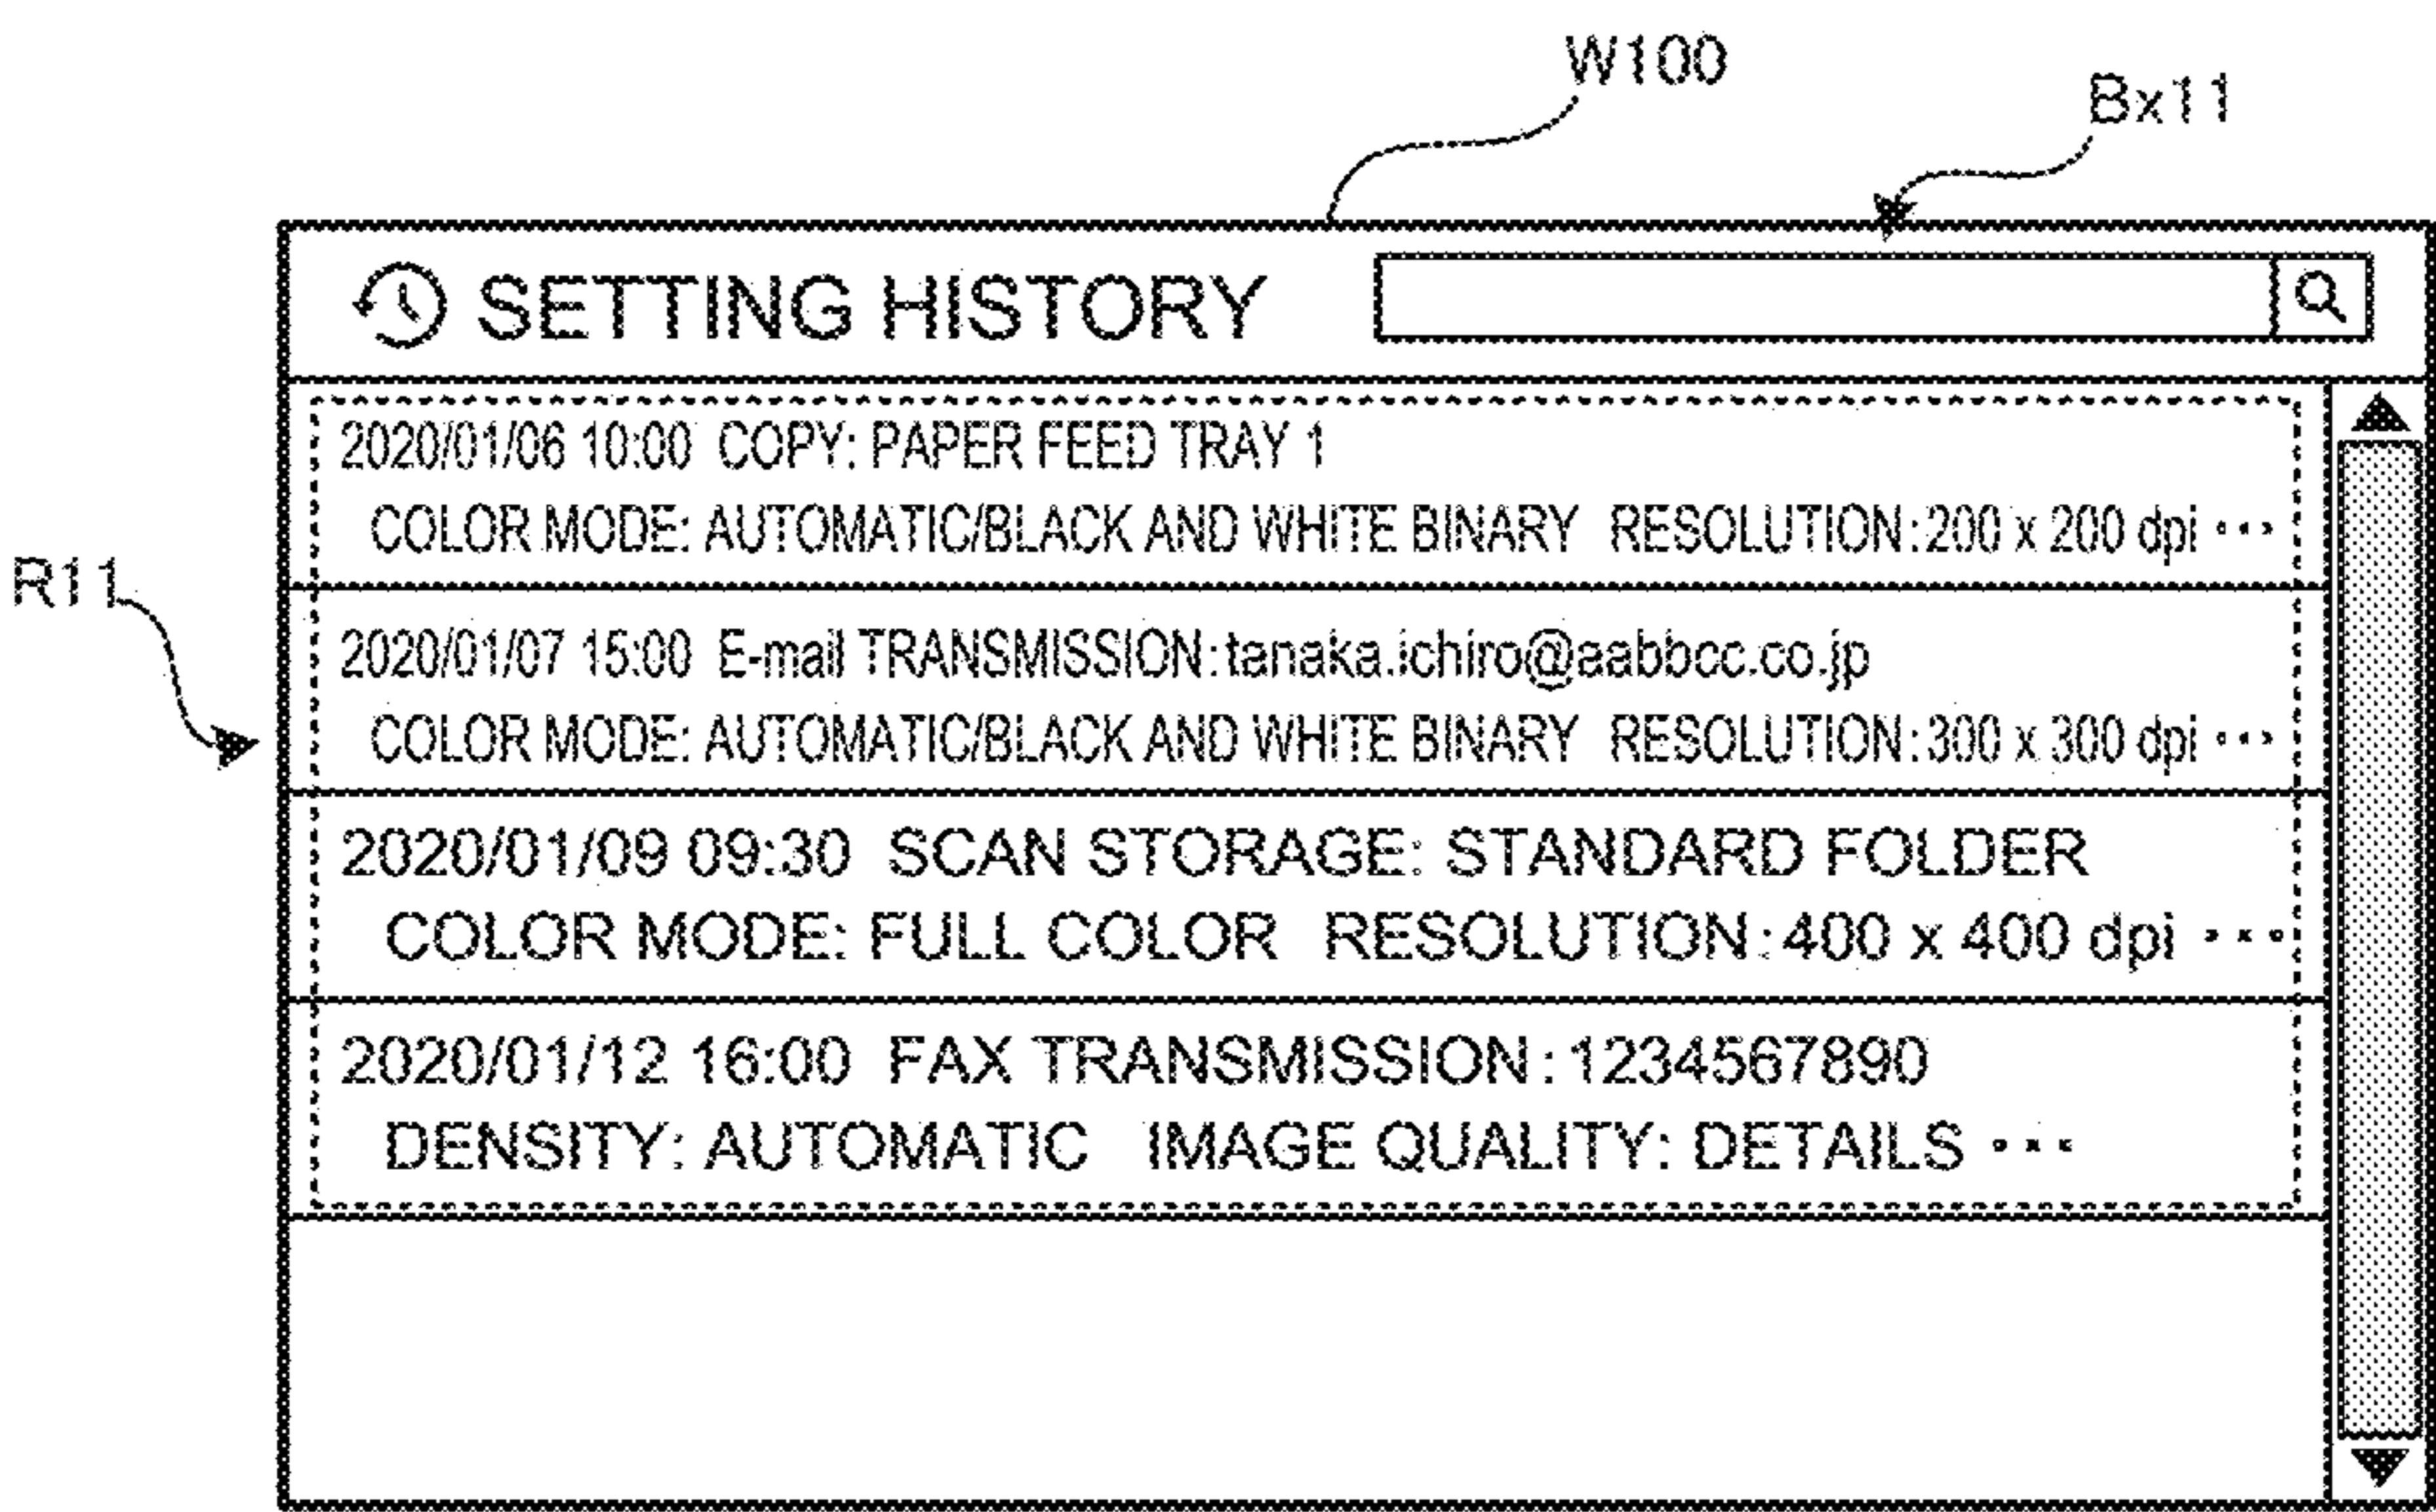 W100
Bx11
SETTING HISTORY
2020/01/06 10:00 COPY: PAPER FEED TRAY 1
COLOR MODE: AUTOMATIC/BLACK AND WHITE BINARY RESOLUTION:200 x 200 dpi ･･･
R11
2020/01/07 15:00 E-mail TRANSMISSION:tanaka.ichiro@aabbcc.co.jp
COLOR MODE: AUTOMATIC/BLACK AND WHITE BINARY RESOLUTION:300 x 300 dpi ･･･
2020/01/09 09:30 SCAN STORAGE: STANDARD FOLDER
COLOR MODE: FULL COLOR RESOLUTION:400 x 400 dpi ･･･
2020/01/12 16:00 FAX TRANSMISSION:1234567890
DENSITY: AUTOMATIC IMAGE QUALITY: DETAILS ･･･